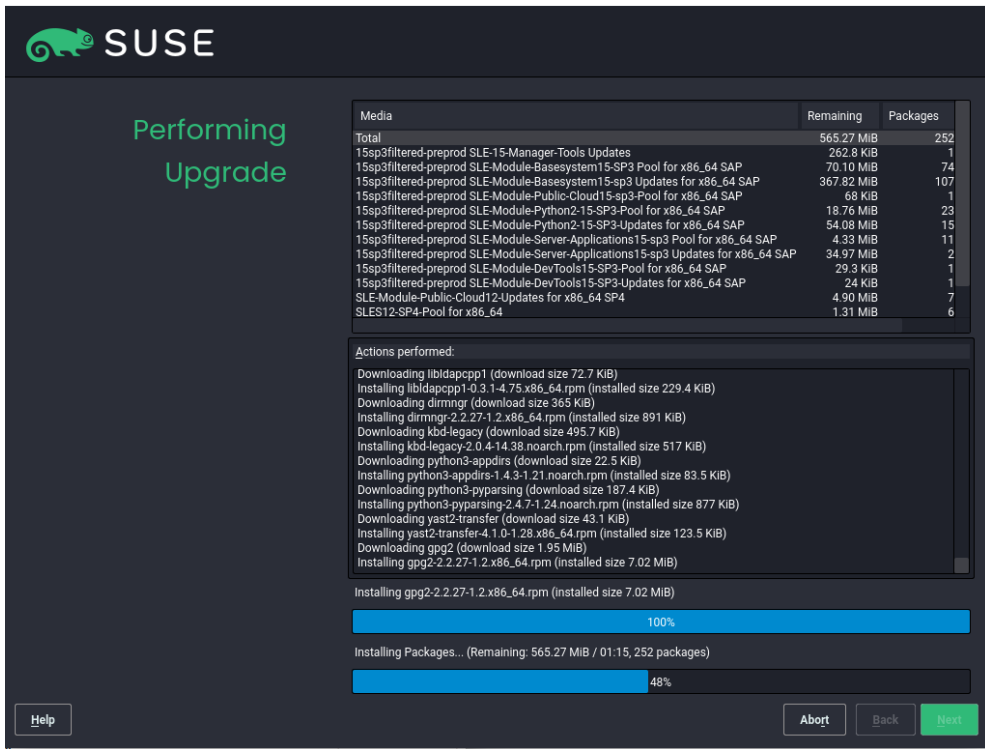 SUSE
Performing
Upgrade
Media Remaining Packages
Total 565.27 MiB 252
15sp3filtered-preprod SLE-15-Manager-Tools Updates 262.8 KiB 1
15sp3filtered-preprod SLE-Module-Basesystem15-SP3 Pool for x86_64 SAP 70.10 MiB 74
15sp3filtered-preprod SLE-Module-Basesystem15-sp3 Updates for x86_64 SAP 367.82 MiB 107
15sp3filtered-preprod SLE-Module-Public-Cloud15-sp3-Pool for x86_64 SAP 68 KiB 1
15sp3filtered-preprod SLE-Module-Python2-15-SP3-Pool for x86_64 SAP 18.76 MiB 23
15sp3filtered-preprod SLE-Module-Python2-15-SP3-Updates for x86_64 SAP 54.08 MiB 15
15sp3filtered-preprod SLE-Module-Server-Applications15-sp3 Pool for x86_64 SAP 4.33 MiB 11
15sp3filtered-preprod SLE-Module-Server-Applications15-sp3 Updates for x86_64 SAP 34.97 MiB 2
15sp3filtered-preprod SLE-Module-DevTools15-SP3-Pool for x86_64 SAP 29.3 KiB 1
15sp3filtered-preprod SLE-Module-DevTools15-SP3-Updates for x86_64 SAP 24 KiB 1
SLE-Module-Public-Cloud12-Updates for x86_64 SP4 4.90 MiB 7
SLES12-SP4-Pool for x86_64 1.31 MiB 6
Actions performed:
Downloading libldapcpp1 (download size 72.7 KiB)
Installing libldapcpp1-0.3.1-4.75.x86_64.rpm (installed size 229.4 KiB)
Downloading dirmngr (download size 365 KiB)
Installing dirmngr-2.2.27-1.2.x86_64.rpm (installed size 891 KiB)
Downloading kbd-legacy (download size 495.7 KiB)
Installing kbd-legacy-2.0.4-14.38.noarch.rpm (installed size 517 KiB)
Downloading python3-appdirs (download size 22.5 KiB)
Installing python3-appdirs-1.4.3-1.21.noarch.rpm (installed size 83.5 KiB)
Downloading python3-pyparsing (download size 187.4 KiB)
Installing python3-pyparsing-2.4.7-1.24.noarch.rpm (installed size 877 KiB)
Downloading yast2-transfer (download size 43.1 KiB)
Installing yast2-transfer-4.1.0-1.28.x86_64.rpm (installed size 123.5 KiB)
Downloading gpg2 (download size 1.95 MiB)
Installing gpg2-2.2.27-1.2.x86_64.rpm (installed size 7.02 MiB)
Installing gpg2-2.2.27-1.2.x86_64.rpm (installed size 7.02 MiB)
100%
Installing Packages... (Remaining: 565.27 MiB / 01:15, 252 packages)
48%
Help Abort Back Next